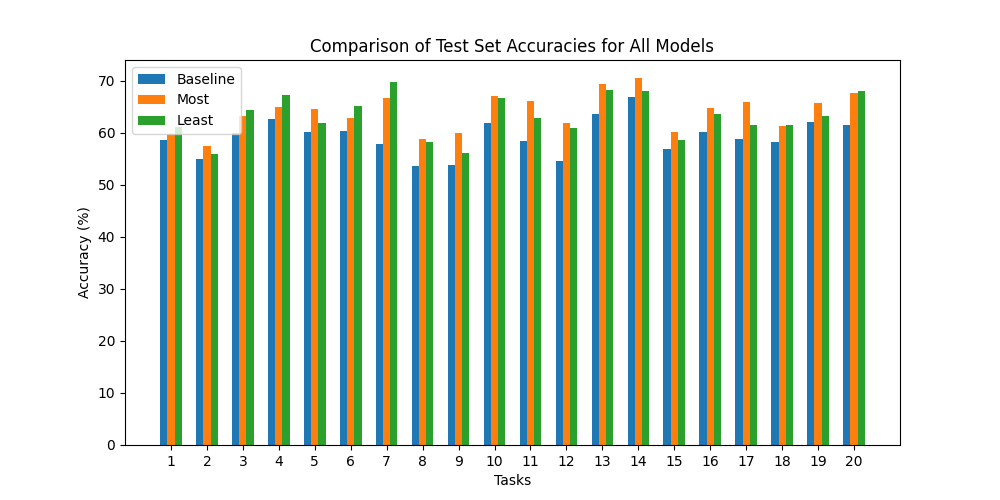 Comparison of Test Set Accuracies for All Models
Baseline
Most
Least
70
60
50
40
30
20
10
0
Accuracy (%)
1 2 3 4 5 6 7 8 9 10 11 12 13 14 15 16 17 18 19 20
Tasks